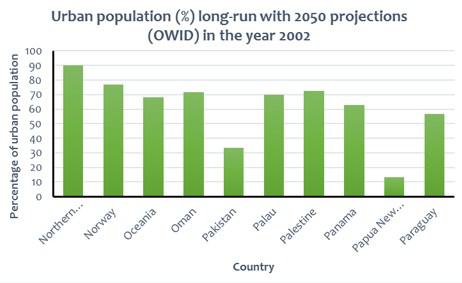 Urban population (%) long-run with 2050 projections
(OWID) in the year 2002
Percentage of urban population
100
90
80
70
60
50
40
30
20
10
0
Northern...
Norway
Oceania
Oman
Pakistan
Palau
Palestine
Panama
Papua New...
Paraguay
Country